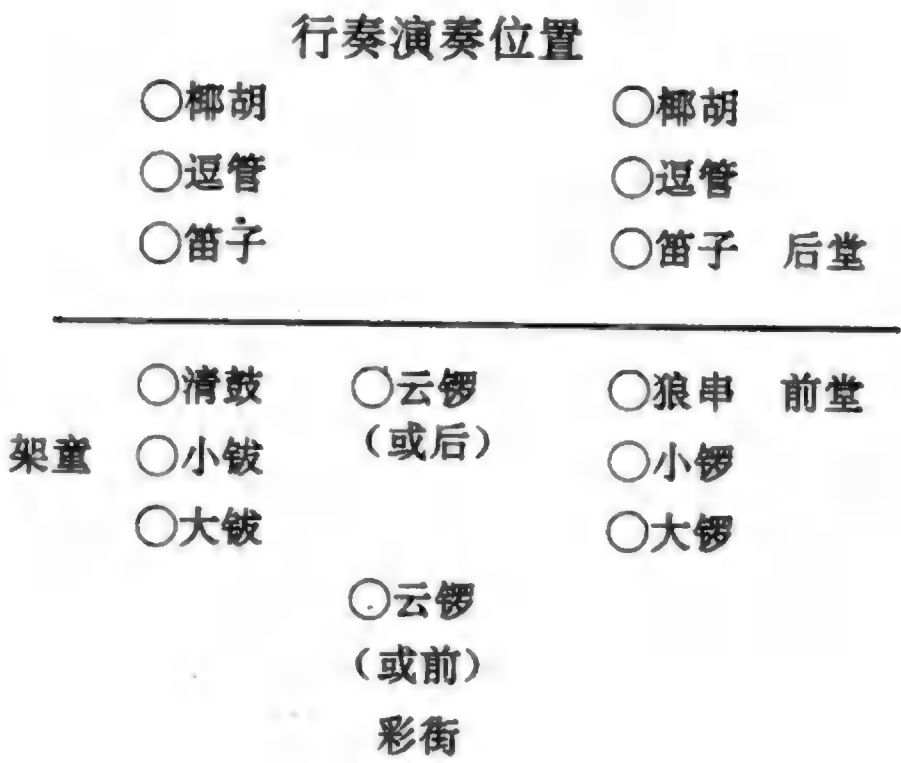 行奏演奏位置
○椰胡 ○椰胡
○逗管 ○逗管
○笛子 ○笛子 后堂
○清鼓 ○云锣 ○狼串 前堂
（或后）
架童 ○小钹 ○小锣
○大钹 ○大锣
○云锣
（或前）
彩街